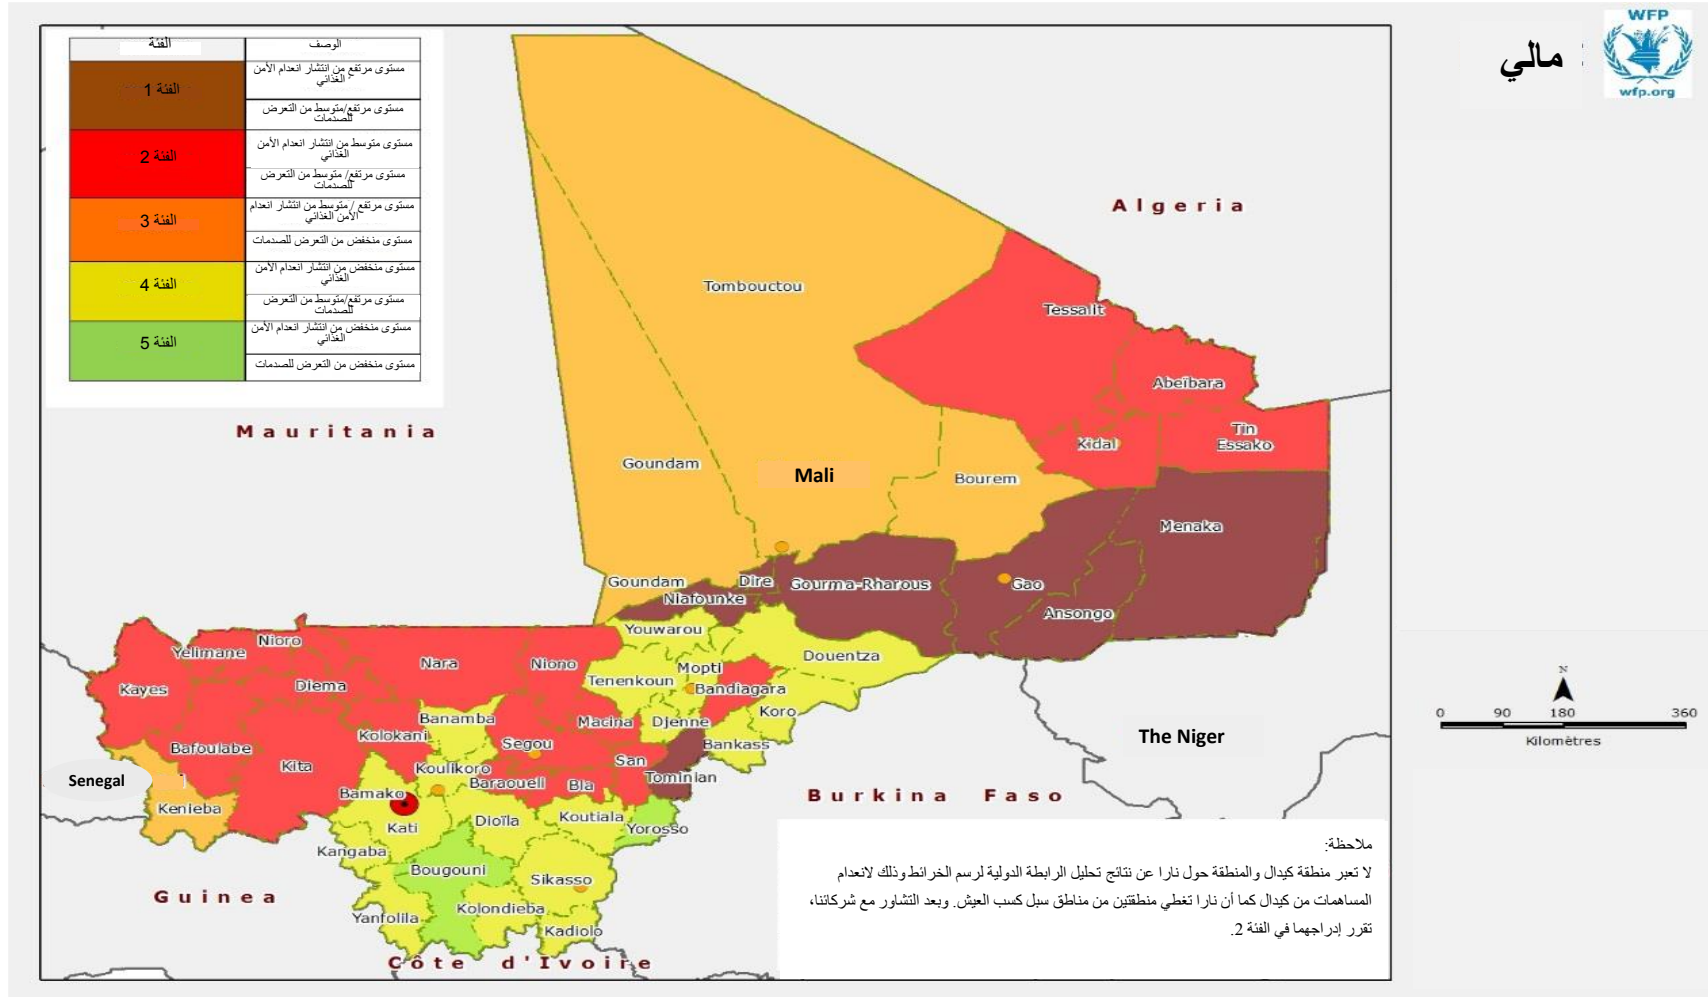 WFP
wfp.org
مالي :
الفئة
الوصف
الفئة 1
مستوى مرتفع من انتشار انعدام الأمن
الغذائي
مستوى مرتفع/متوسط من التعرض
للصدمات
الفئة 2
مستوى متوسط من انتشار انعدام الأمن
الغذائي
مستوى مرتفع/ متوسط من التعرض
للصدمات
الفئة 3
مستوى مرتفع / متوسط من انتشار انعدام
الأمن الغذائي
مستوى منخفض من التعرض للصدمات
الفئة 4
مستوى منخفض من انتشار انعدام الأمن
الغذائي
مستوى مرتفع/متوسط من التعرض
للصدمات
الفئة 5
مستوى منخفض من انتشار انعدام الأمن
الغذائي
مستوى منخفض من التعرض للصدمات
Algeria
Tombouctou
Tessalit
Abeïbara
Mauritania
Tin
Essako
Kidal
Goundam
Mali
Bourem
Menaka
Goundam
Dire
Gourma-Rharous
Gao
Niafounke
Ansongo
Youwarou
Nioro
Yelimane
Nara
Niono
Mopti
Douentza
Tenenkoun
Kayes
Diema
Bandiagara
Koro
Banamba
Macina
Djenne
Kolokani
Segou
Bankass
The Niger
Bafoulabe
Kita
San
Koulikoro
Baraoueli
Bla
Tominian
Senegal
Bamako
Burkina Faso
Kenieba
Kati
Dioïla
Koutiala
Yorosso
Kangaba
Bougouni
Sikasso
Guinea
Yanfolila
Kolondieba
Kadiolo
Côte d'Ivoire
N
0 90 180 360
Kilomètres
ملاحظة:
لا تعبر منطقة كيدال والمنطقة حول نارا عن نتائج تحليل الرابطة الدولية لرسم الخرائط وذلك لانعدام
المساهمات من كيدال كما أن نارا تغطي منطقتين من مناطق سبل كسب العيش. وبعد التشاور مع شركائنا،
تقرر إدراجهما في الفئة 2.